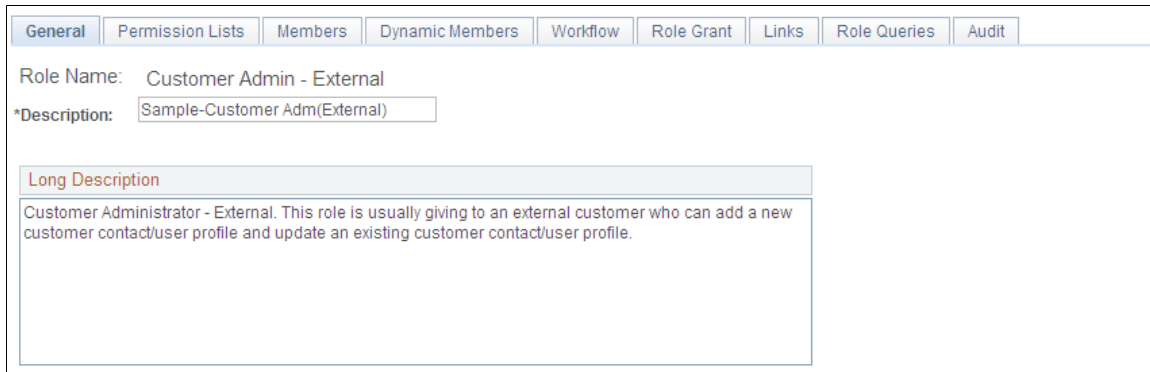 General Permission Lists Members Dynamic Members Workflow Role Grant Links Role Queries Audit
Role Name: Customer Admin - External
*Description: Sample-Customer Adm(External)
Long Description
Customer Administrator - External. This role is usually giving to an external customer who can add a new
customer contact/user profile and update an existing customer contact/user profile.